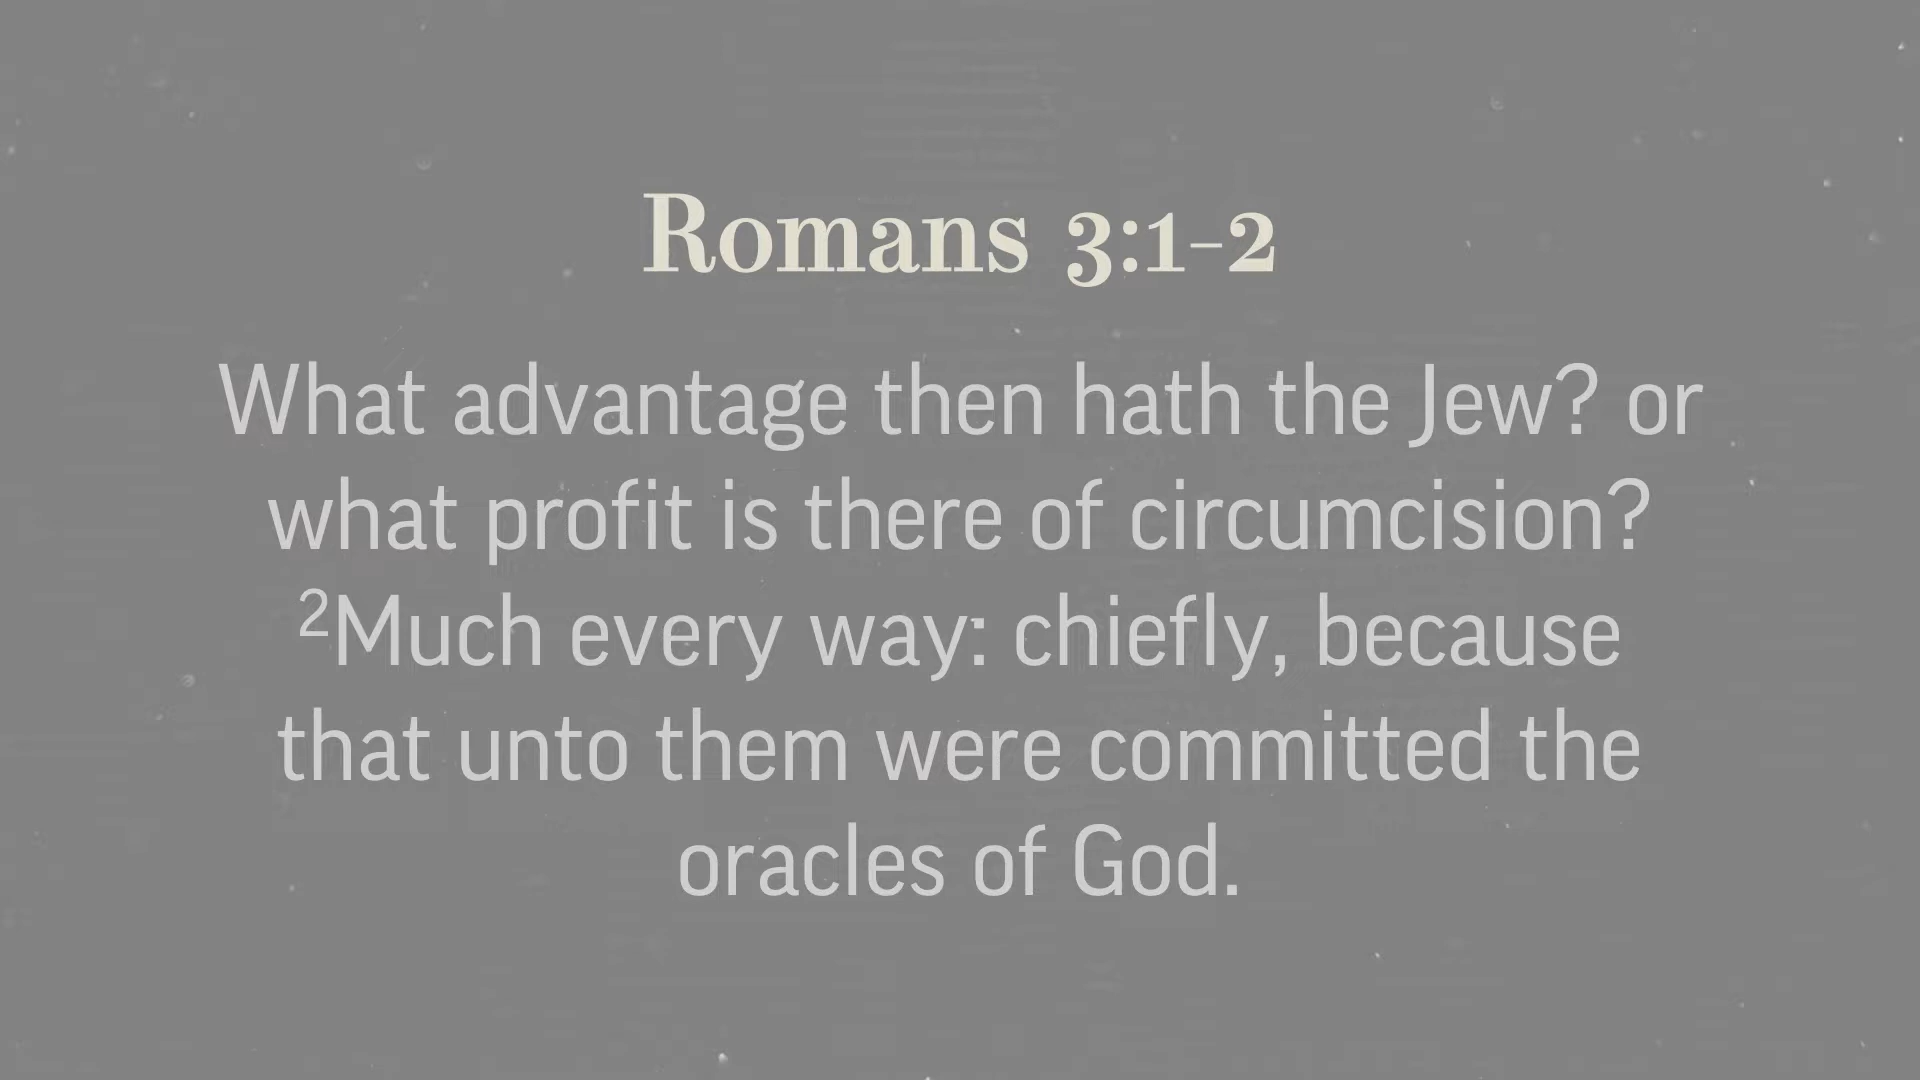 Romans 3:1–2
What advantage then hath the Jew? or
what profit is there of circumcision?
²Much every way: chiefly, because
that unto them were committed the
oracles of God.